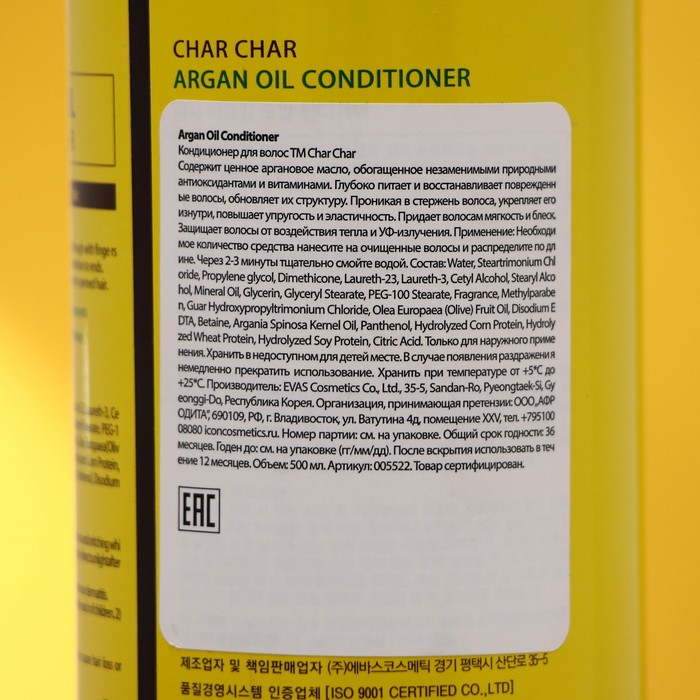 CHAR CHAR
ARGAN OIL CONDITIONER
Argan Oil Conditioner
Кондиционер для волос ТМ Char Char
Содержит ценное аргановое масло, обогащенное незаменимыми природными
антиоксидантами и витаминами. Глубоко питает и восстанавливает поврежденн
ые волосы, обновляет их структуру. Проникая в стержень волоса, укрепляет его
изнутри, повышает упругость и эластичность. Придает волосам мягкость и блеск.
Защищает волосы от воздействия тепла и УФ-излучения. Применение: Необходи
мое количество средства нанесите на очищенные волосы и распределите по дл
ине. Через 2-3 минуты тщательно смойте водой. Состав: Water, Steartrimonium Chl
oride, Propylene glycol, Dimethicone, Laureth-23, Laureth-3, Cetyl Alcohol, Stearyl Alco
hol, Mineral Oil, Glycerin, Glyceryl Stearate, PEG-100 Stearate, Fragrance, Methylparabe
n, Guar Hydroxypropyltrimonium Chloride, Olea Europaea (Olive) Fruit Oil, Disodium E
DTA, Betaine, Argania Spinosa Kernel Oil, Panthenol, Hydrolyzed Corn Protein, Hydroly
zed Wheat Protein, Hydrolyzed Soy Protein, Citric Acid. Только для наружного приме
нения. Хранить в недоступном для детей месте. В случае появления раздражения
немедленно прекратить использование. Хранить при температуре от +5°C до
+25°C. Производитель: EVAS Cosmetics Co., Ltd., 35-5, Sandan-Ro, Pyeongtaek-Si, Gy
eonggi-Do, Республика Корея. Организация, принимающая претензии: ООО„АФР
ОДИТА", 690109, РФ, г. Владивосток, ул. Ватутина 4д, помещение XXV, тел. +795100
08080 iconcosmetics.ru. Номер партии: см. на упаковке. Общий срок годности: 36
месяцев. Годен до: см. на упаковке (гг/мм/дд). После вскрытия использовать в теч
ение 12 месяцев. Объем: 500 мл. Артикул: 005522. Товар сертифицирован.
EAC
제조업자 및 책임판매업자 (주)에바스코스메틱 경기 평택시 산단로 35-5
품질경영시스템 인증업체 [ISO 9001 CERTIFIED CO.,LTD]